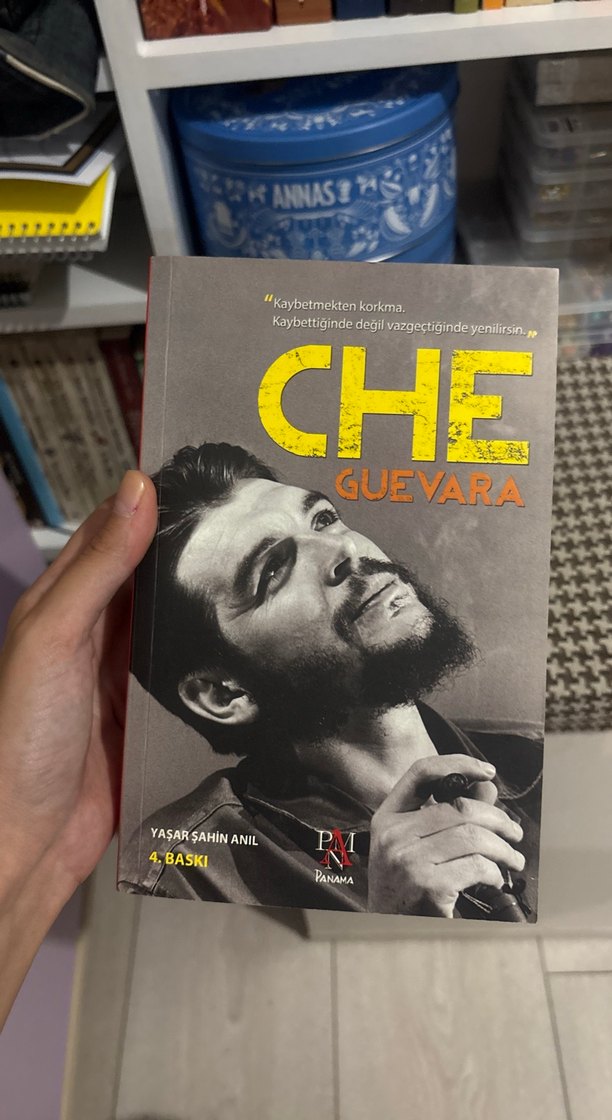 ANNAS
“Kaybetmekten korkma.
Kaybettiğinde değil vazgeçtiğinde yenilirsin.”
CHE
GUEVARA
YAŞAR ŞAHİN ANIL
4. BASKI
PANAMA